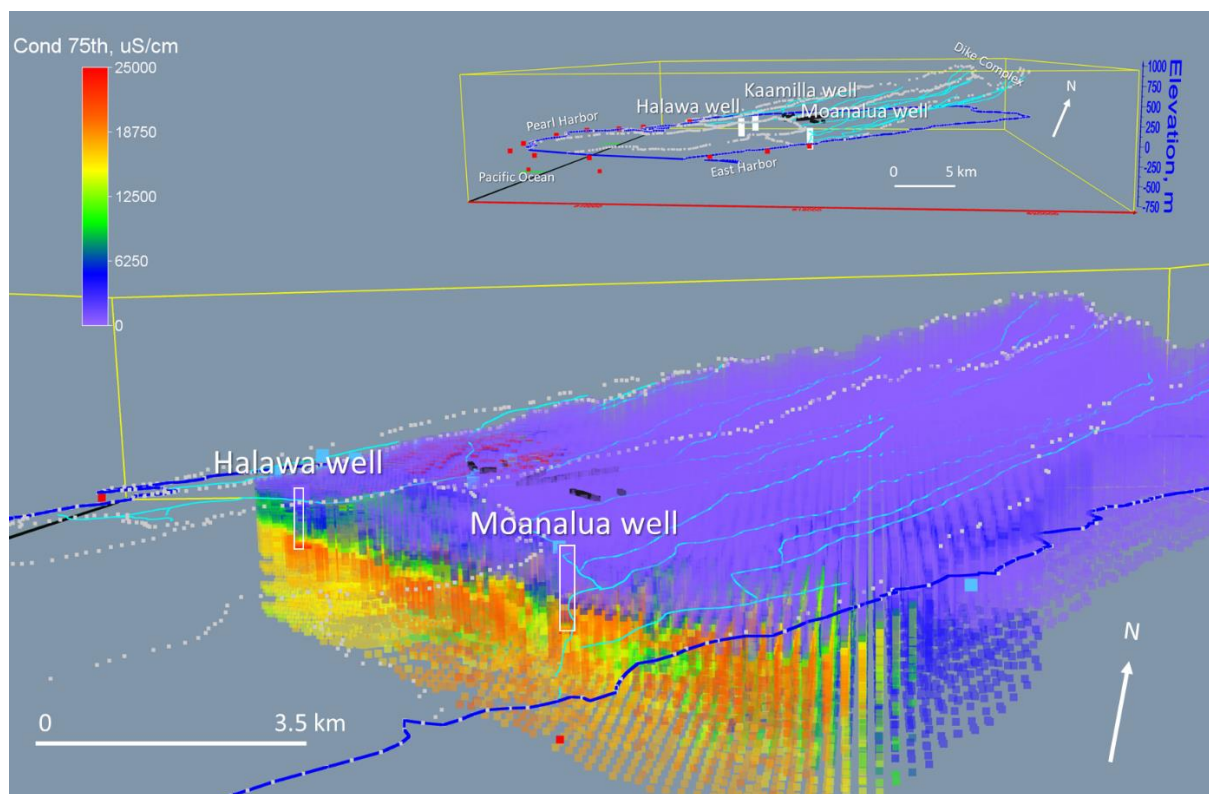 Cond 75th, uS/cm
25000
18750
12500
6250
0
Dike Complex
N
Kaamilla well
Halawa well
Moanalua well
Pearl Harbor
Pacific Ocean
East Harbor
0 5 km
1000
750
500
250
0
-250
-500
-750
Elevation, m
Halawa well
Moanalua well
N
0 3.5 km